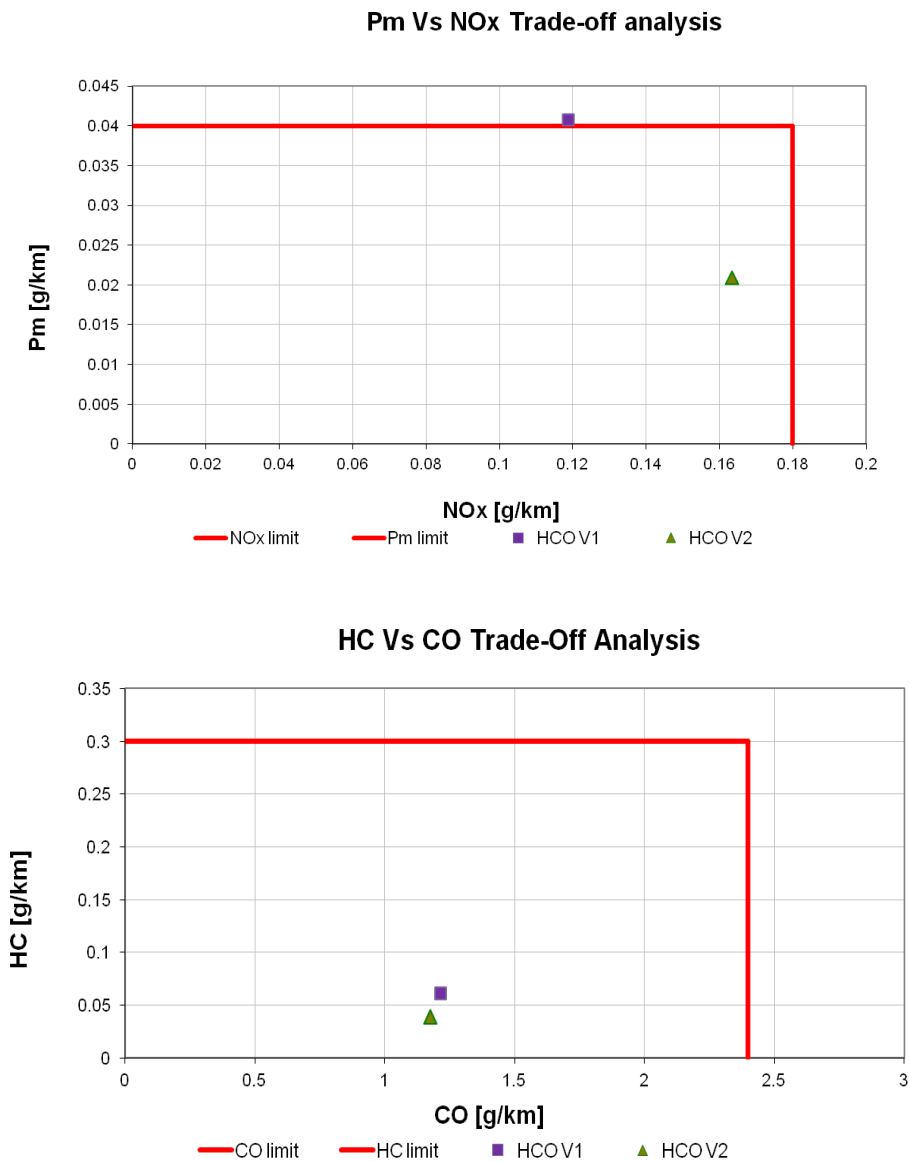 Pm Vs NOx Trade-off analysis
0.045
0.04
0.035
0.03
0.025
0.02
0.015
0.01
0.005
0
Pm [g/km]
0 0.02 0.04 0.06 0.08 0.1 0.12 0.14 0.16 0.18 0.2
NOx [g/km]
NOx limit Pm limit HCO V1 HCO V2
HC Vs CO Trade-Off Analysis
0.35
0.3
0.25
0.2
0.15
0.1
0.05
0
HC [g/km]
0 0.5 1 1.5 2 2.5 3
CO [g/km]
CO limit HC limit HCO V1 HCO V2